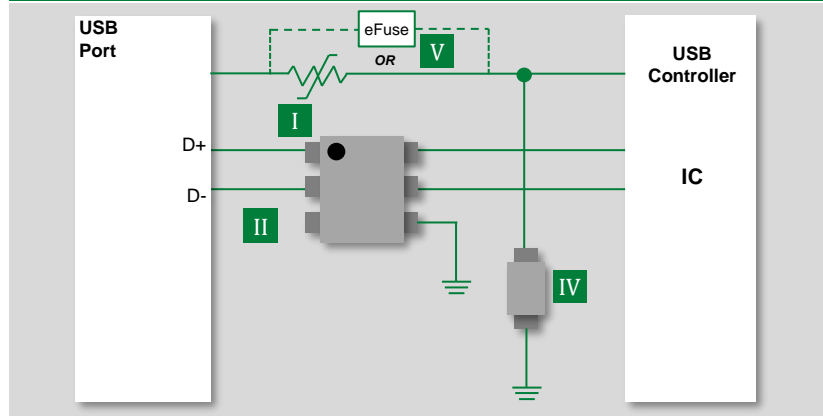 USB
Port
eFuse
OR
V
USB
Controller
I
D+
IC
D-
II
IV